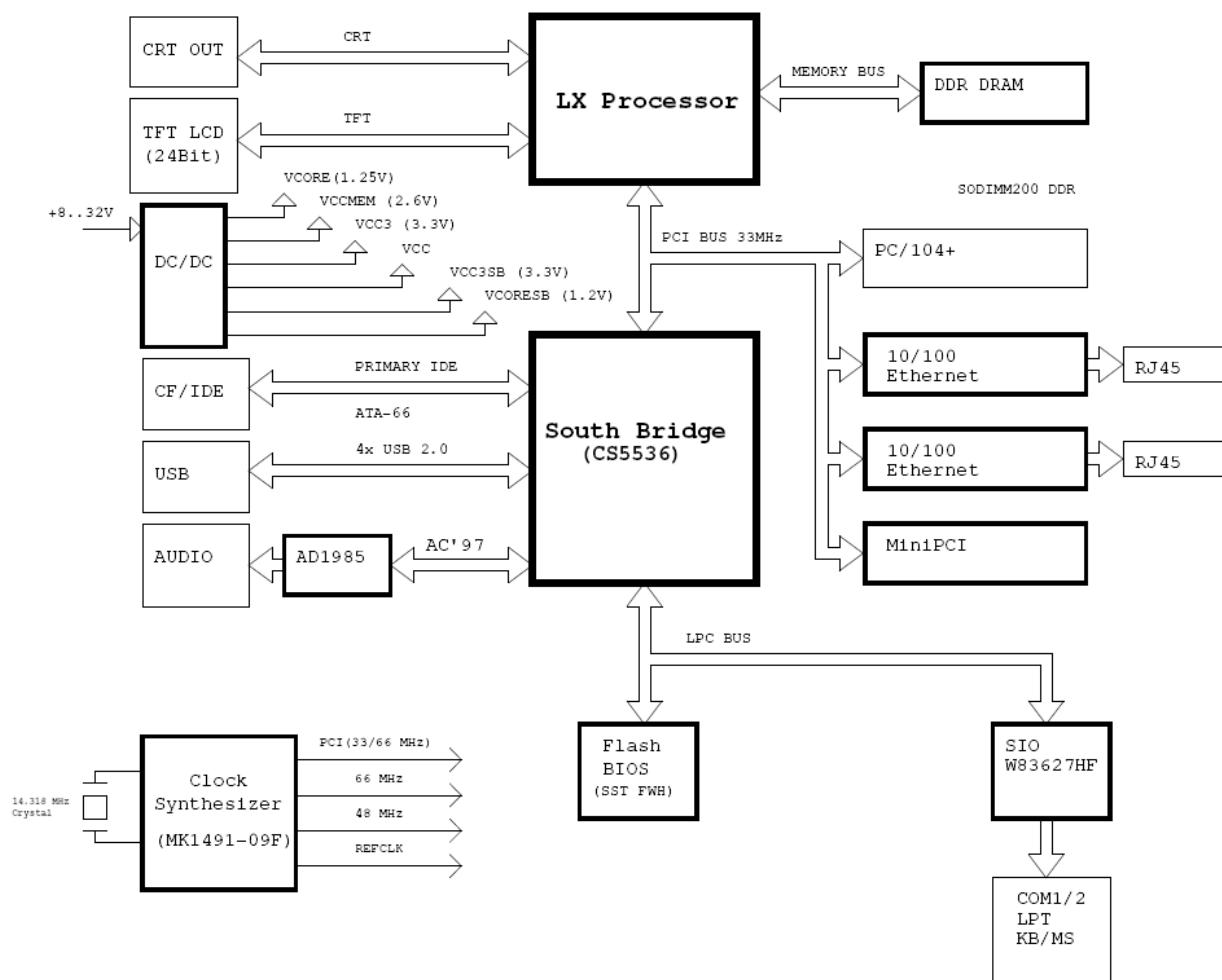 CRT OUT
CRT
LX Processor
MEMORY BUS
DDR DRAM
TFT LCD
(24Bit)
TFT
SODIMM200 DDR
+8..32V
DC/DC
VCORE(1.25V)
VCCMEM (2.6V)
VCC3 (3.3V)
VCC
VCC3SB (3.3V)
VCORESB (1.2V)
PCI BUS 33MHz
PC/104+
10/100
Ethernet
RJ45
10/100
Ethernet
RJ45
MiniPCI
CF/IDE
PRIMARY IDE
ATA-66
South Bridge
(CS5536)
USB
4x USB 2.0
AUDIO
AD1985
AC'97
LPC BUS
Flash
BIOS
(SST FWH)
SIO
W83627HF
COM1/2
LPT
KB/MS
14.318 MHz
Crystal
Clock
Synthesizer
(MK1491-09F)
PCI(33/66 MHz)
66 MHz
48 MHz
REFCLK